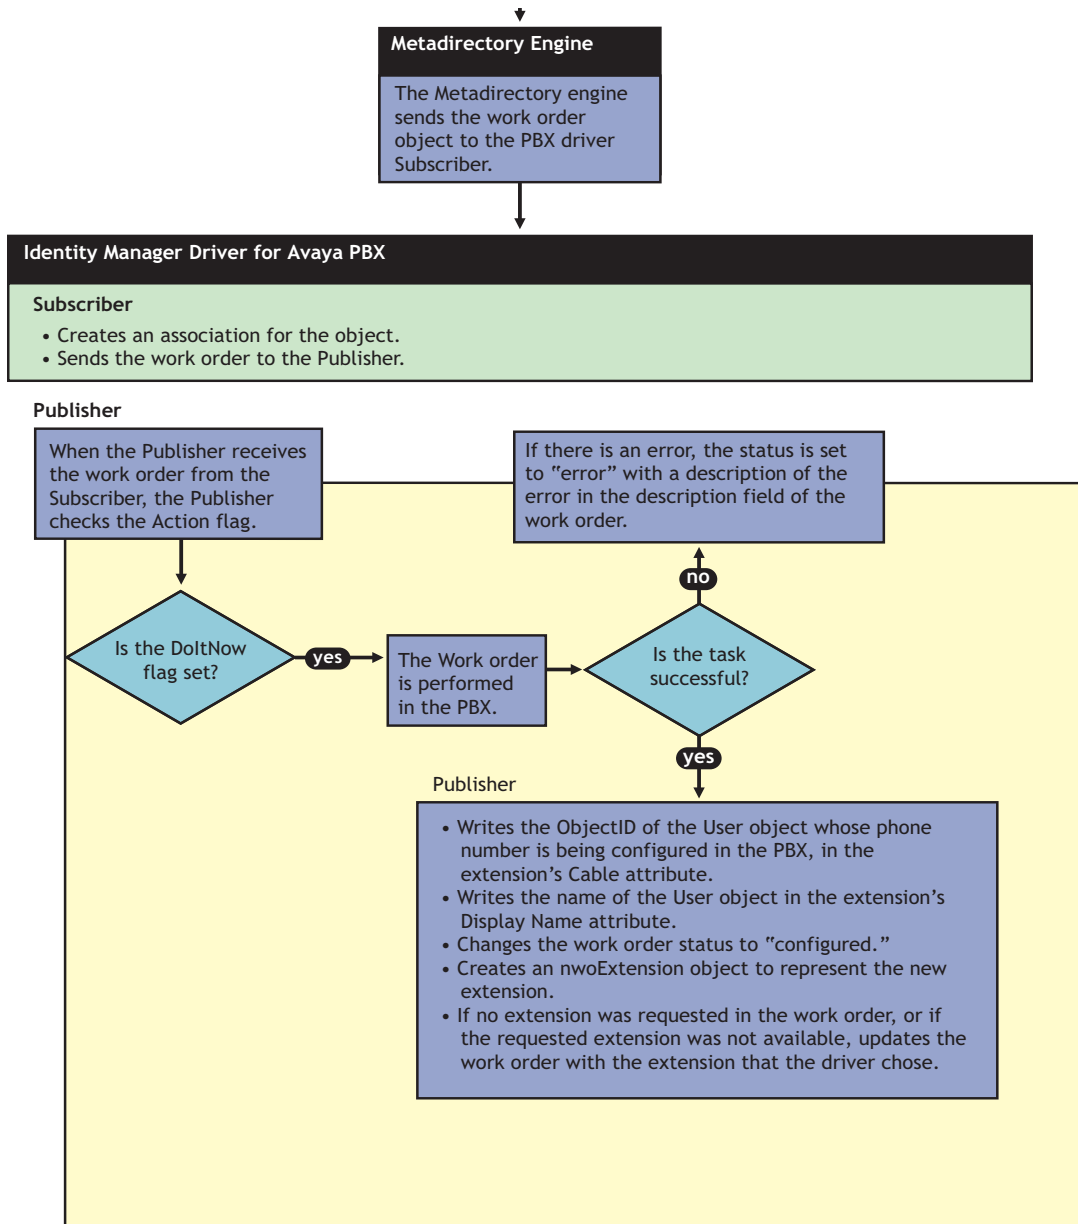 Metadirectory Engine
The Metadirectory engine
sends the work order
object to the PBX driver
Subscriber.
Identity Manager Driver for Avaya PBX
Subscriber
• Creates an association for the object.
• Sends the work order to the Publisher.
Publisher
When the Publisher receives
the work order from the
Subscriber, the Publisher
checks the Action flag.
If there is an error, the status is set
to “error” with a description of the
error in the description field of the
work order.
no
Is the DoItNow
flag set?
yes
The Work order
is performed
in the PBX.
Is the task
successful?
yes
Publisher
• Writes the ObjectID of the User object whose phone
number is being configured in the PBX, in the
extension’s Cable attribute.
• Writes the name of the User object in the extension’s
Display Name attribute.
• Changes the work order status to “configured.”
• Creates an nwoExtension object to represent the new
extension.
• If no extension was requested in the work order, or if
the requested extension was not available, updates the
work order with the extension that the driver chose.